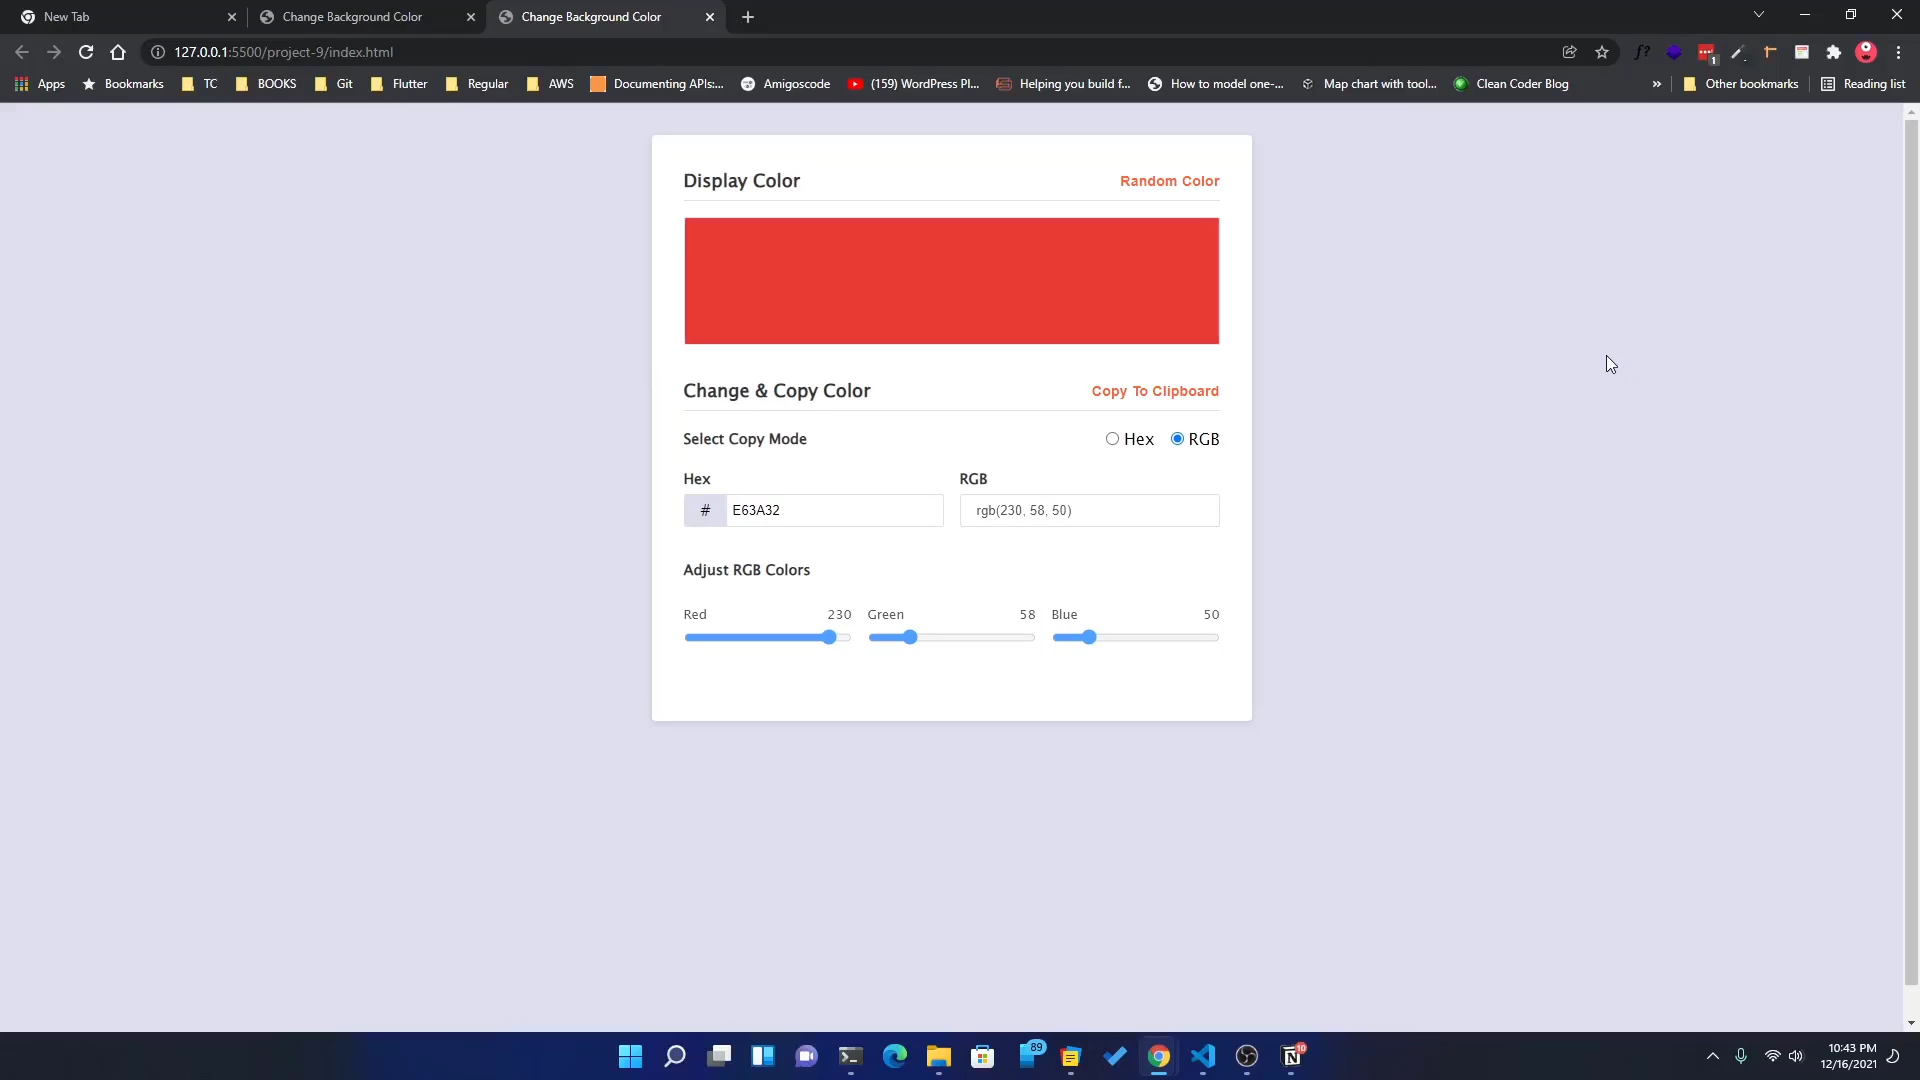 New Tab
Change Background Color
Change Background Color
127.0.0.1:5500/project-9/index.html
f?
1
Apps
Bookmarks
TC
BOOKS
Git
Flutter
Regular
AWS
Documenting APIs:...
Amigoscode
(159) WordPress Pl...
Helping you build f...
How to model one-...
Map chart with tool...
Clean Coder Blog
»
Other bookmarks
Reading list
Display Color
Random Color
Change & Copy Color
Copy To Clipboard
Select Copy Mode
Hex
RGB
Hex
RGB
# E63A32
rgb(230, 58, 50)
Adjust RGB Colors
Red 230
Green 58
Blue 50
89
10
10:43 PM
12/16/2021